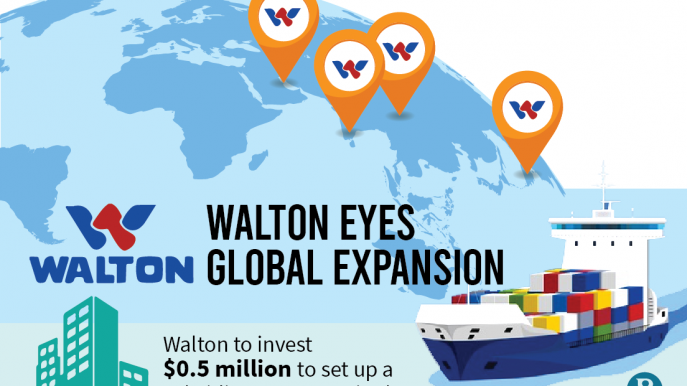 WALTON EYES
WALTON GLOBAL EXPANSION
Walton to invest
$0.5 million to set up a